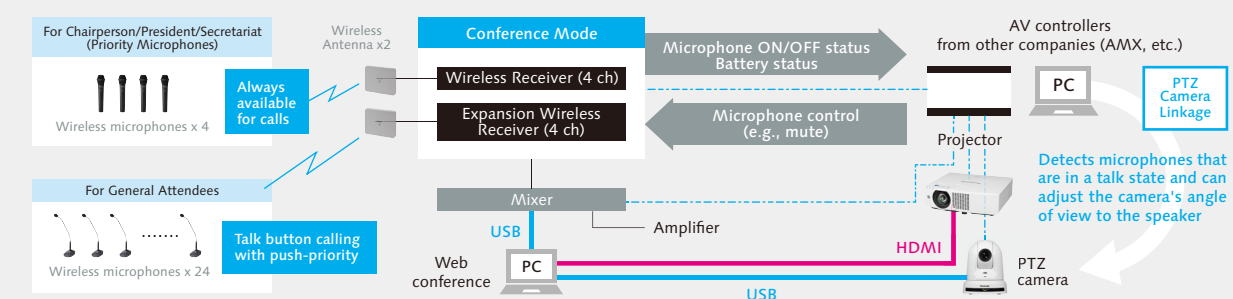 For Chairperson/President/Secretariat
(Priority Microphones)
Wireless microphones x 4
Always
available
for calls
For General Attendees
.......
Wireless microphones x 24
Talk button calling
with push-priority
Wireless
Antenna x2
Conference Mode
Wireless Receiver (4 ch)
Expansion Wireless
Receiver (4 ch)
Mixer
Amplifier
USB
Web
conference
PC
Microphone ON/OFF status
Battery status
Microphone control
(e.g., mute)
AV controllers
from other companies (AMX, etc.)
PC
Projector
PTZ
Camera
Linkage
Detects microphones that
are in a talk state and can
adjust the camera's angle
of view to the speaker
HDMI
USB
PTZ
camera